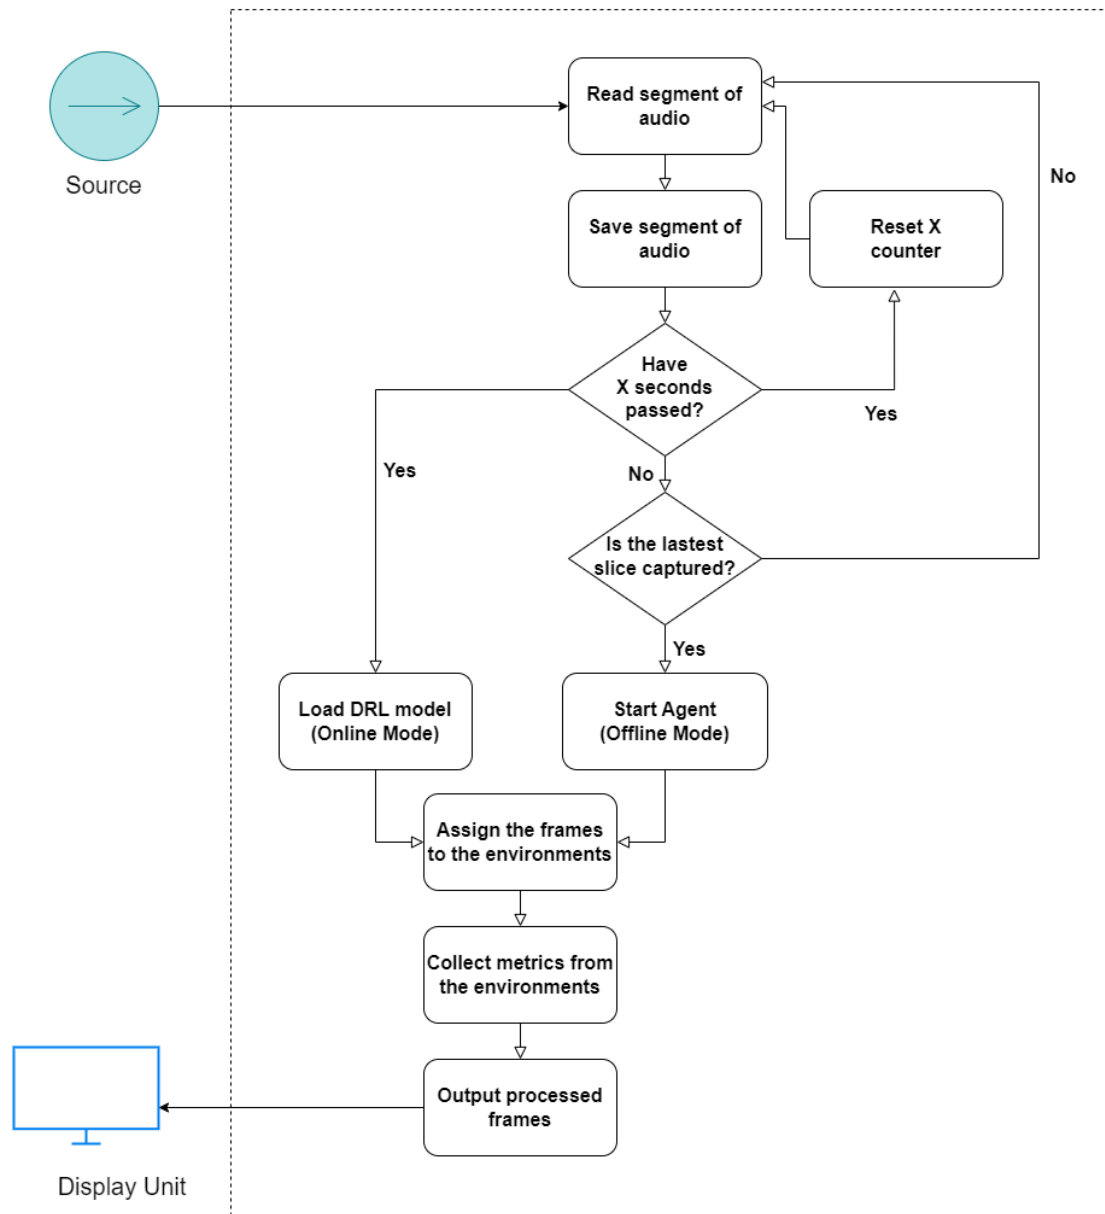 Source
Read segment of
audio
No
Save segment of
audio
Reset X
counter
Have
X seconds
passed?
Yes
Yes
No
Is the lastest
slice captured?
Yes
Load DRL model
(Online Mode)
Start Agent
(Offline Mode)
Assign the frames
to the environments
Collect metrics from
the environments
Output processed
frames
Display Unit